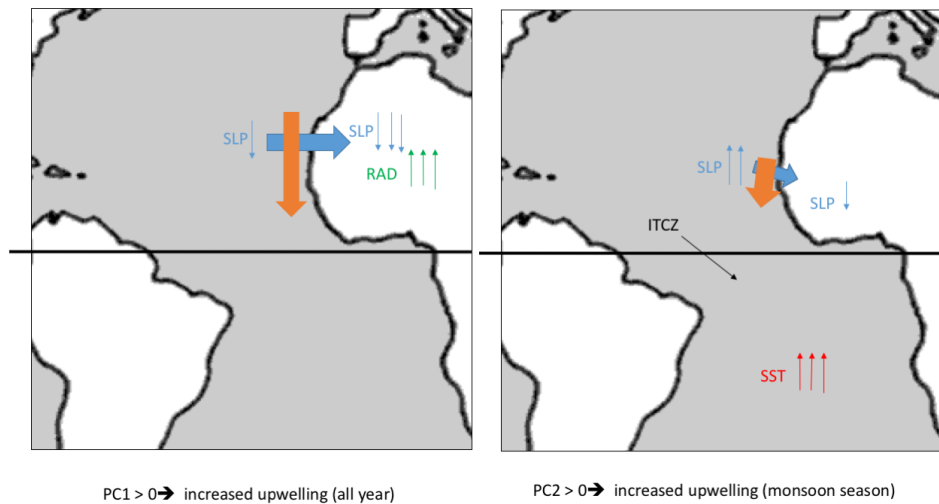 SLP
SLP
RAD
PC1 > 0➔ increased upwelling (all year)
SLP
SLP
ITCZ
SST
PC2 > 0➔ increased upwelling (monsoon season)